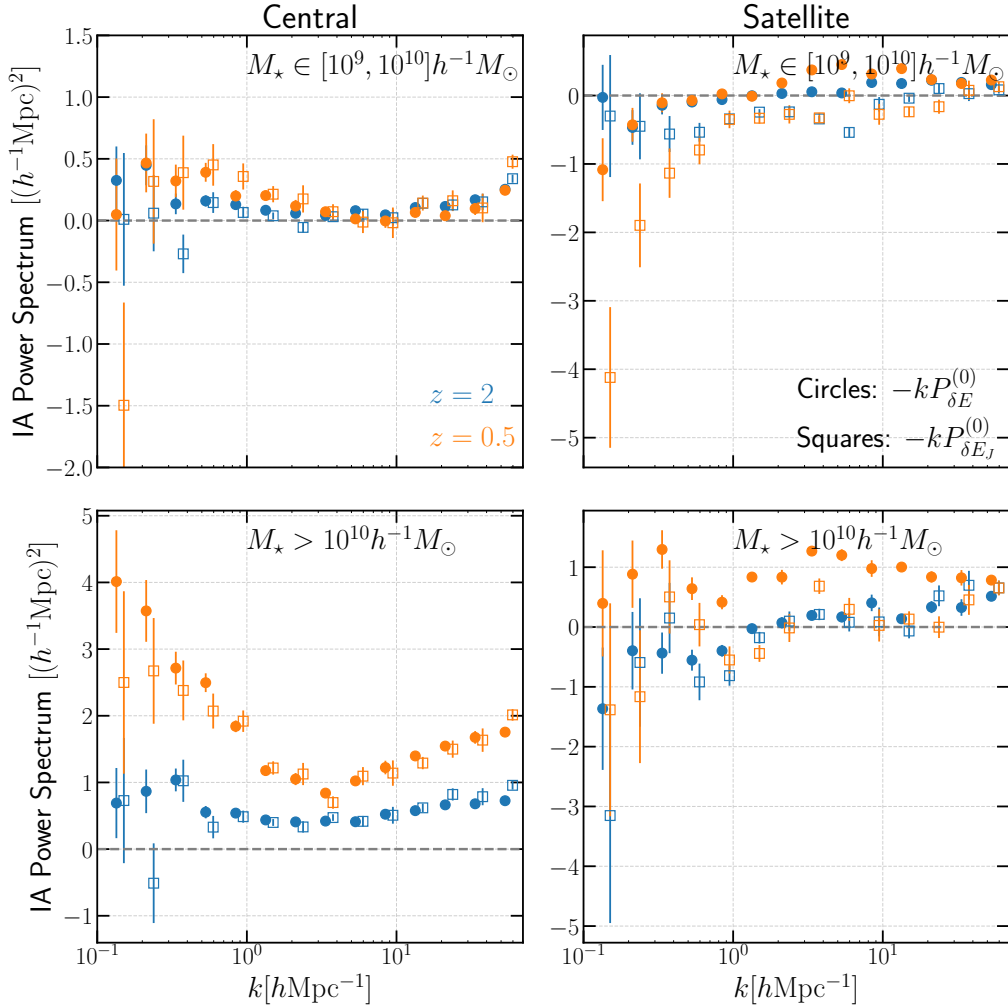 Central
Satellite
IA Power Spectrum [(h⁻¹Mpc)²]
1.5
1.0
0.5
0.0
−0.5
−1.0
−1.5
−2.0
M⋆ ∈ [10⁹, 10¹⁰]h⁻¹M⊙
z = 2
z = 0.5
0
−1
−2
−3
−4
−5
M⋆ ∈ [10⁹, 10¹⁰]h⁻¹M⊙
Circles: −kP_{δE}^{(0)}
Squares: −kP_{δE_J}^{(0)}
IA Power Spectrum [(h⁻¹Mpc)²]
5
4
3
2
1
0
−1
M⋆ > 10¹⁰h⁻¹M⊙
10⁻¹
10⁰
10¹
k[hMpc⁻¹]
1
0
−1
−2
−3
−4
−5
M⋆ > 10¹⁰h⁻¹M⊙
10⁻¹
10⁰
10¹
k[hMpc⁻¹]